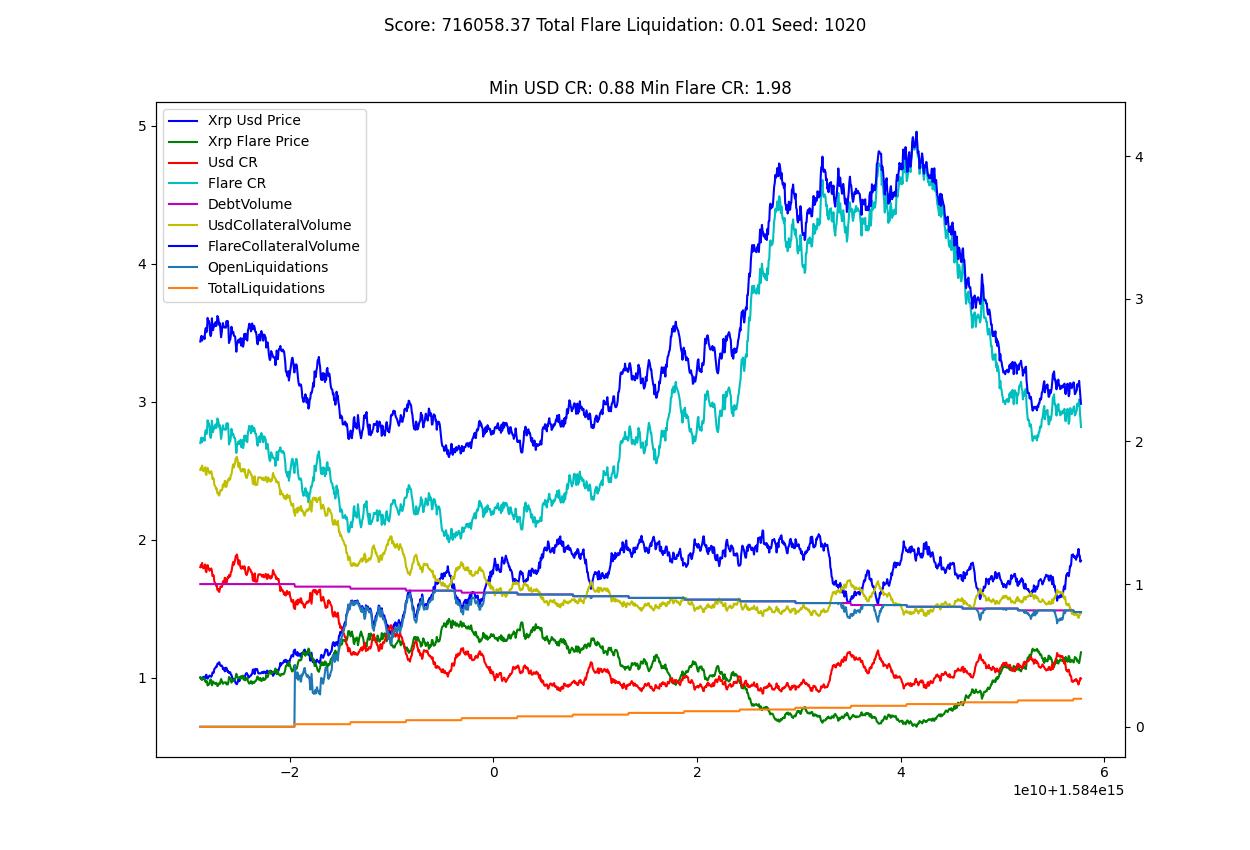 Score: 716058.37 Total Flare Liquidation: 0.01 Seed: 1020
Min USD CR: 0.88 Min Flare CR: 1.98
Xrp Usd Price
Xrp Flare Price
Usd CR
Flare CR
DebtVolume
UsdCollateralVolume
FlareCollateralVolume
OpenLiquidations
TotalLiquidations
5
4
3
2
1
4
3
2
1
0
−2
0
2
4
6
1e10+1.584e15